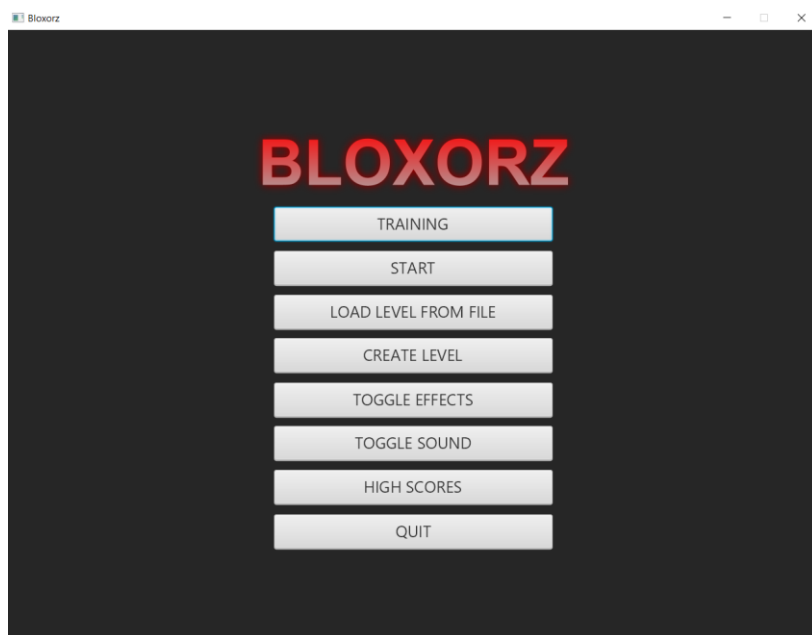 Bloxorz
BLOXORZ
TRAINING
START
LOAD LEVEL FROM FILE
CREATE LEVEL
TOGGLE EFFECTS
TOGGLE SOUND
HIGH SCORES
QUIT